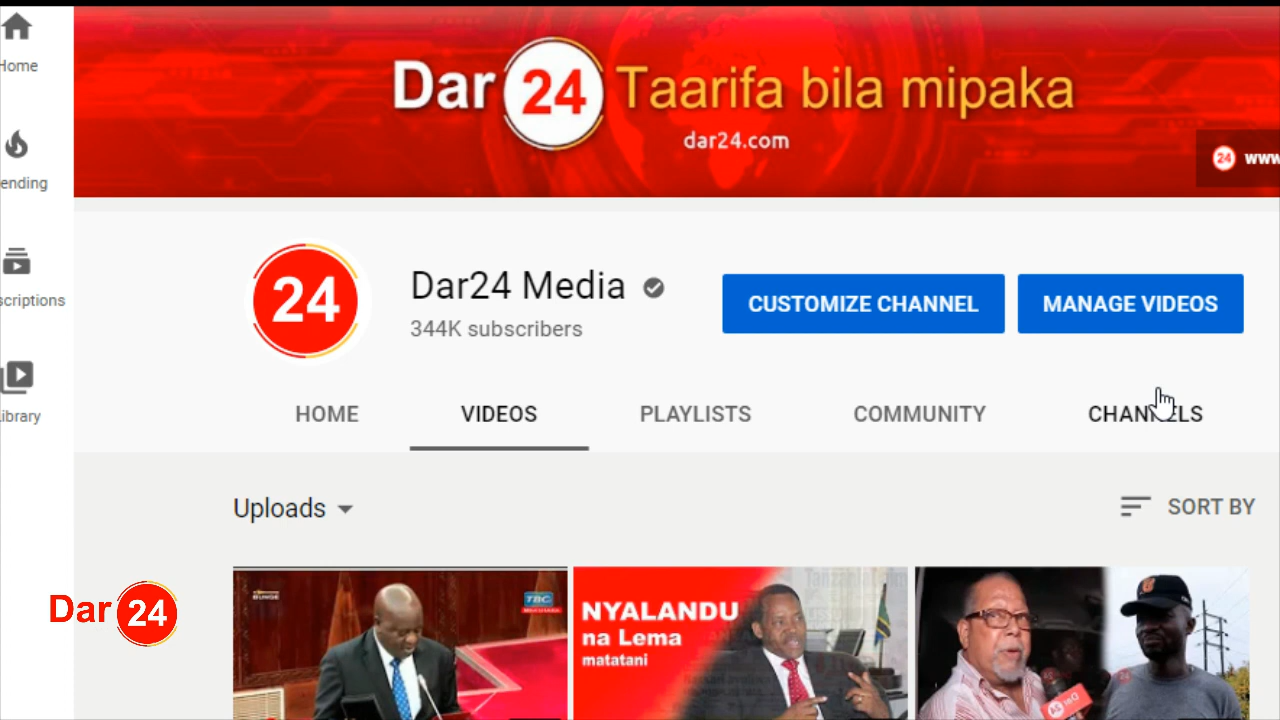 Home
ending
scriptions
ibrary
Dar 24 Taarifa bila mipaka
dar24.com
24 www
24
Dar24 Media
344K subscribers
CUSTOMIZE CHANNEL
MANAGE VIDEOS
HOME
VIDEOS
PLAYLISTS
COMMUNITY
CHANNELS
Uploads
SORT BY
BUNGE
TBC
NYALANDU
na Lema
matatani
Dar 24